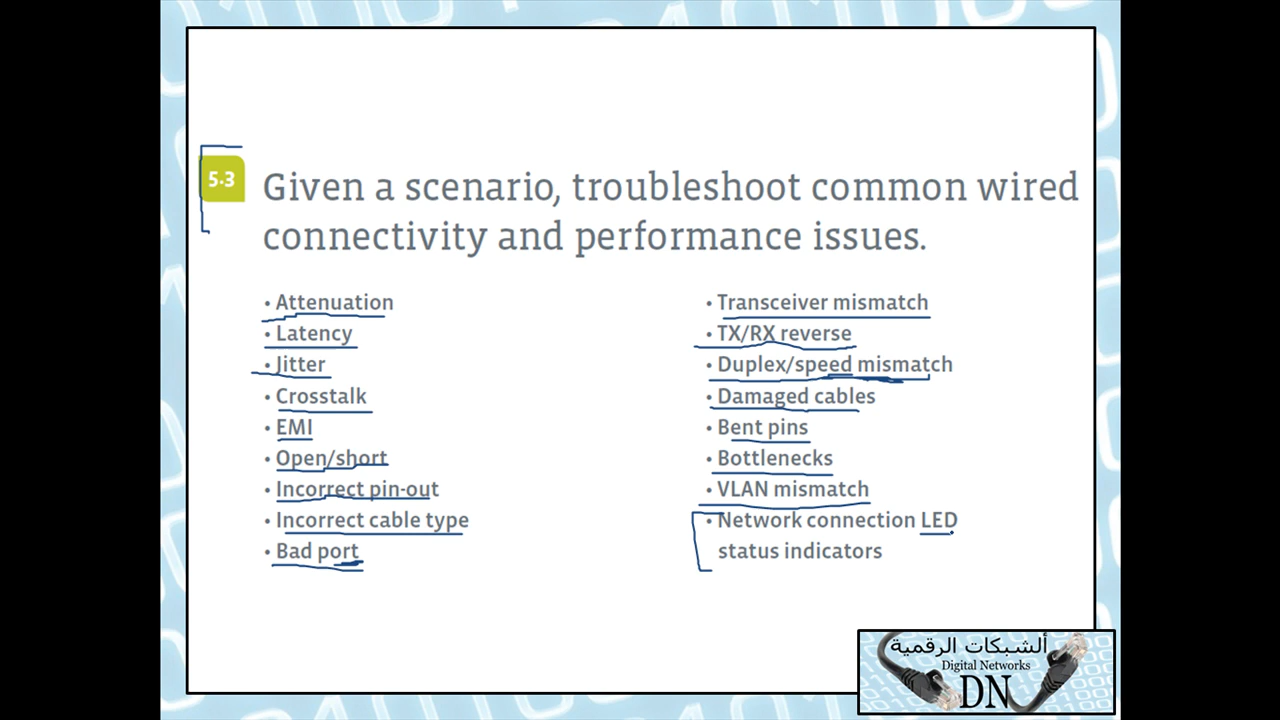 5.3
Given a scenario, troubleshoot common wired
connectivity and performance issues.
• Attenuation
• Latency
• Jitter
• Crosstalk
• EMI
• Open/short
• Incorrect pin-out
• Incorrect cable type
• Bad port
• Transceiver mismatch
• TX/RX reverse
• Duplex/speed mismatch
• Damaged cables
• Bent pins
• Bottlenecks
• VLAN mismatch
• Network connection LED
status indicators
ألشبكات الرقمية
Digital Networks
DN